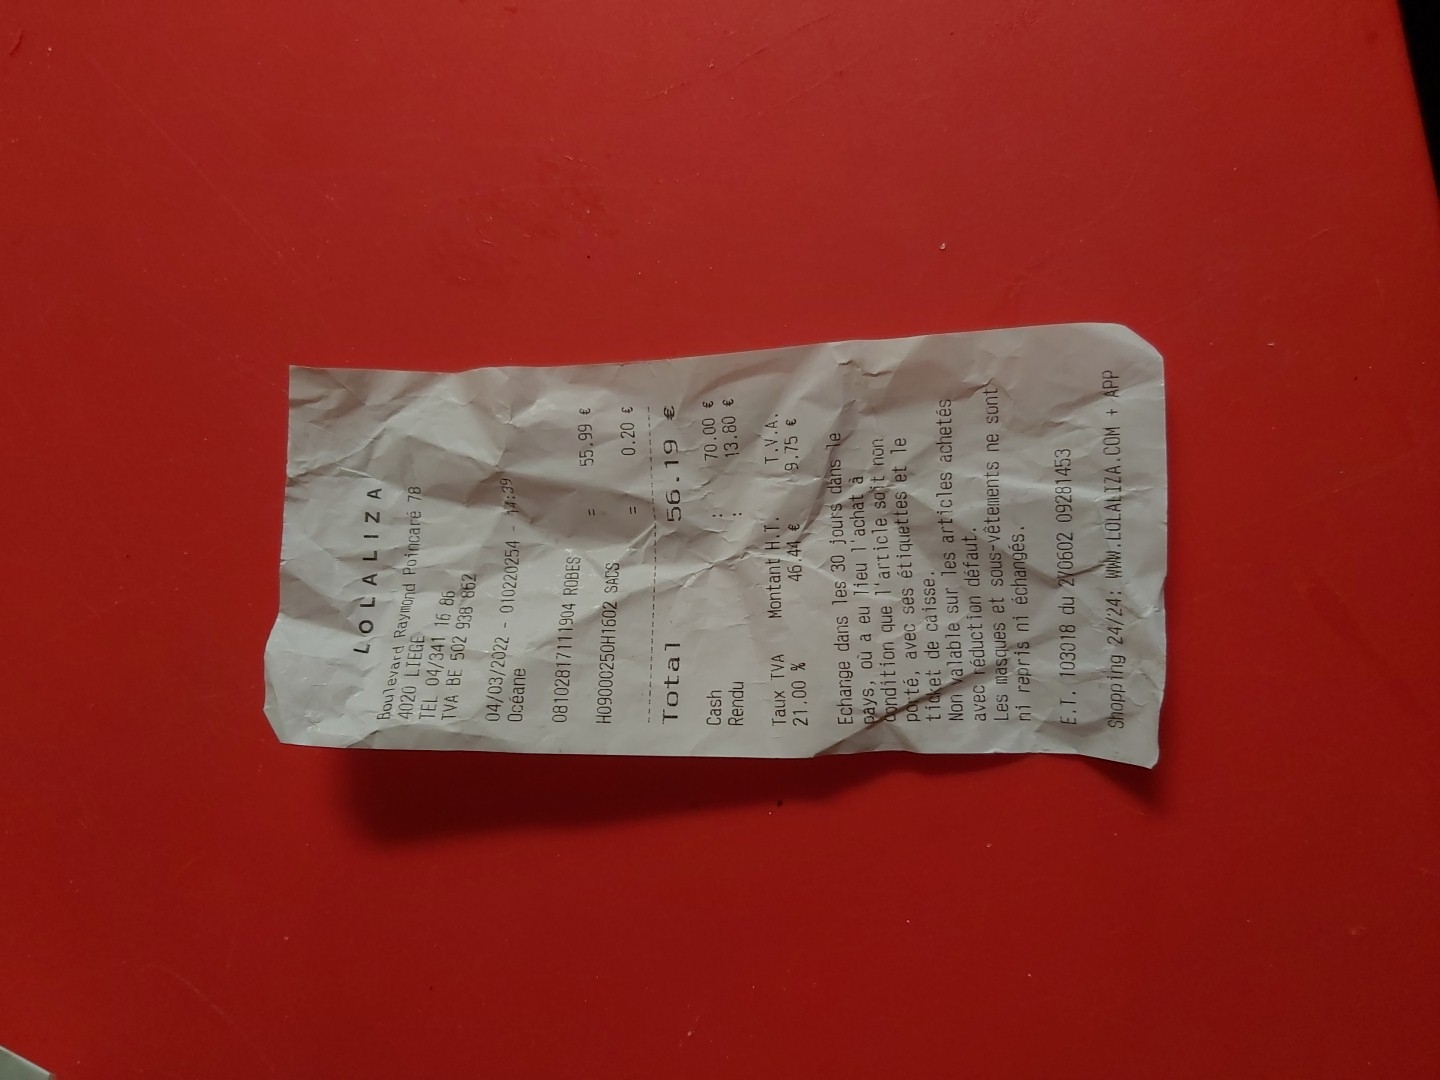 LOLALIZA
Boulevard Raymond Poincaré 78
4020 LIEGE
TEL 04/341 16 86
TVA BE 502 938 862
04/03/2022 - 010220254 - 14:39
Océane
08102817111904 ROBES = 55.99 €
H09000250H1602 SACS = 0.20 €
Total 56.19 €
Cash : 70.00 €
Rendu : 13.80 €
Taux TVA Montant H.T. T.V.A.
21.00 % 46.44 € 9.75 €
Echange dans les 30 jours dans le
pays, où a eu lieu l'achat à
condition que l'article soit non
porté, avec ses étiquettes et le
ticket de caisse.
Non valable sur les articles achetés
avec réduction défaut.
Les masques et sous-vêtements ne sont
ni repris ni échangés.
E.T. 103018 du 2V0602 09281453
Shopping 24/24: WWW.LOLALIZA.COM + APP